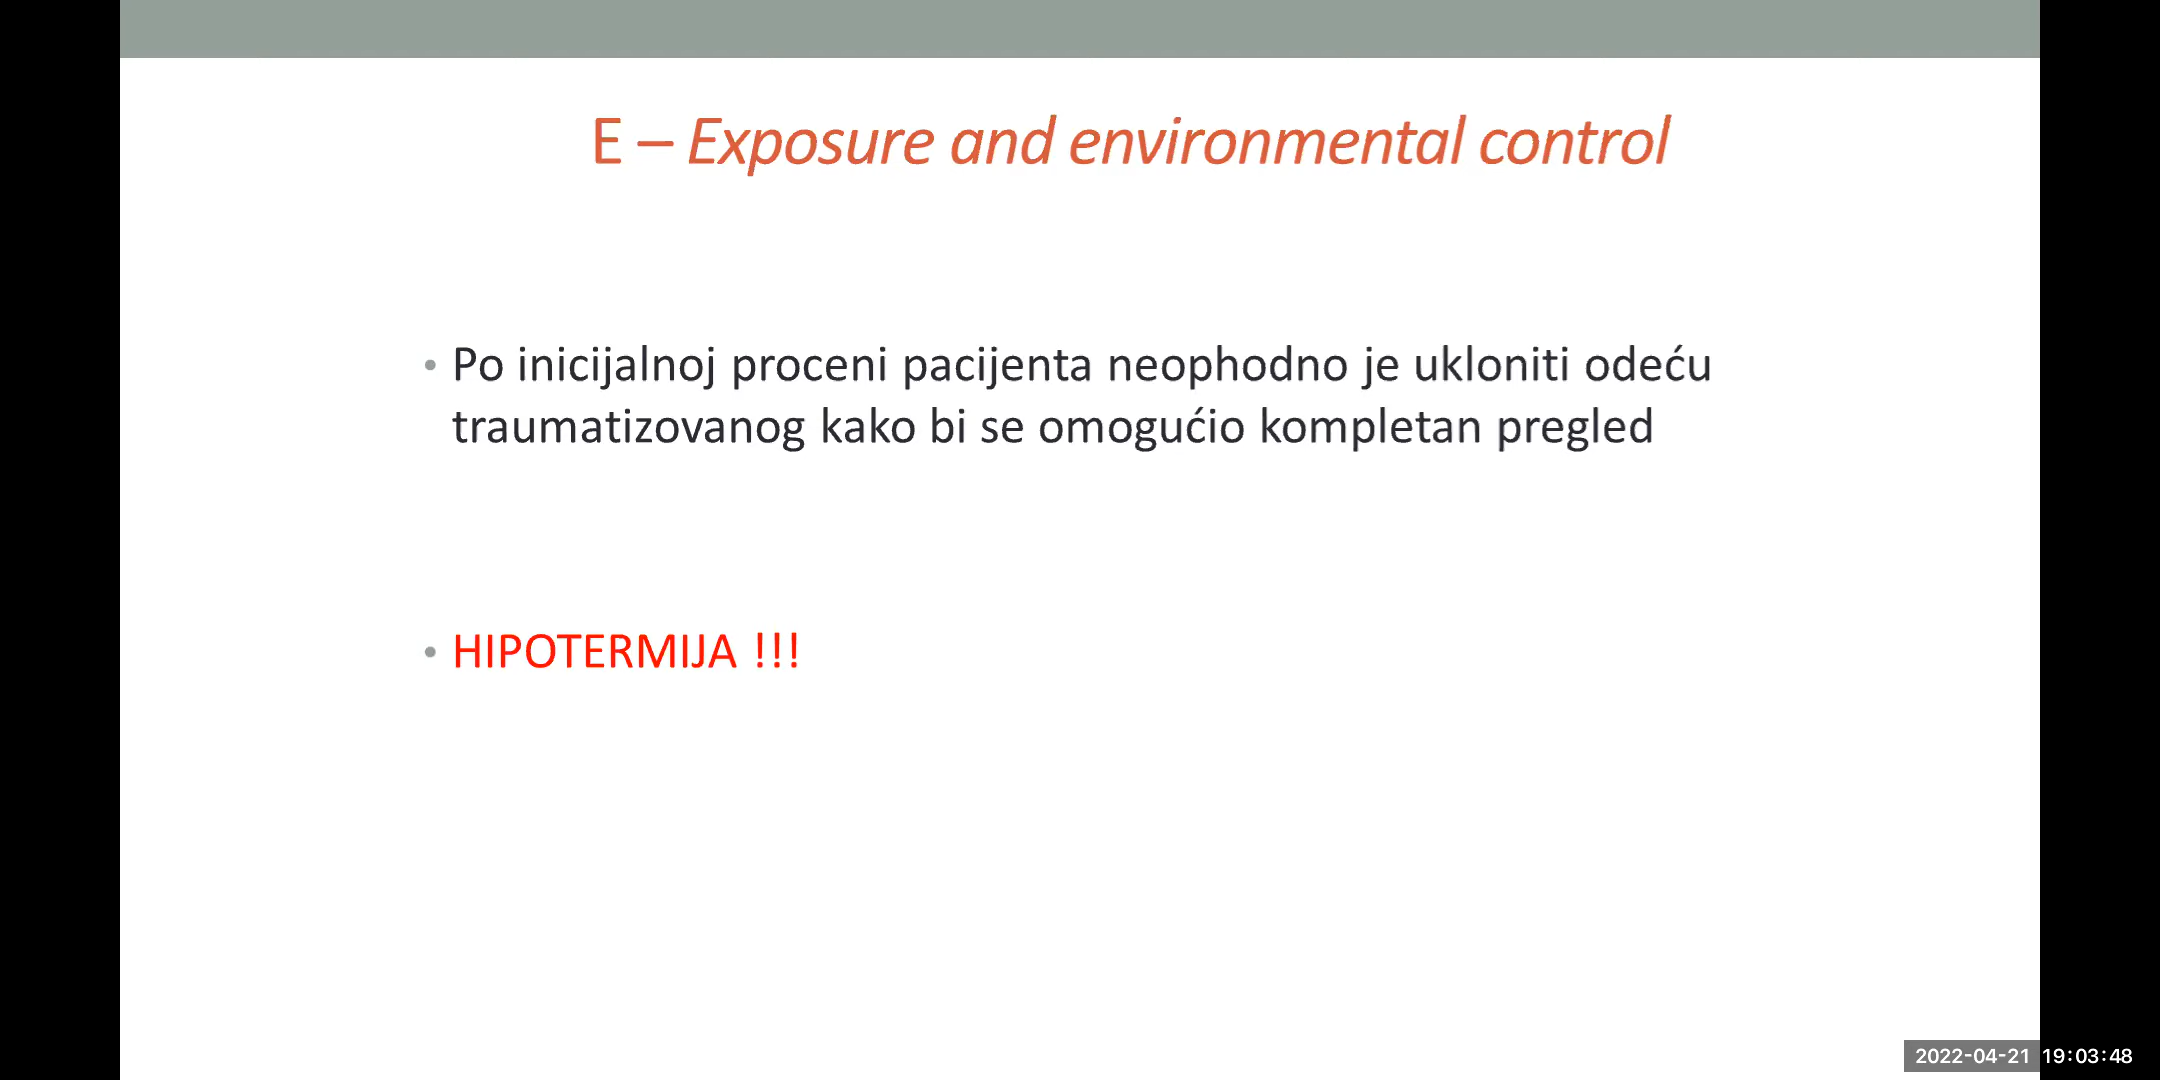 E – Exposure and environmental control
• Po inicijalnoj proceni pacijenta neophodno je ukloniti odeću
traumatizovanog kako bi se omogućio kompletan pregled
• HIPOTERMIJA !!!
2022-04-21 19:03:48